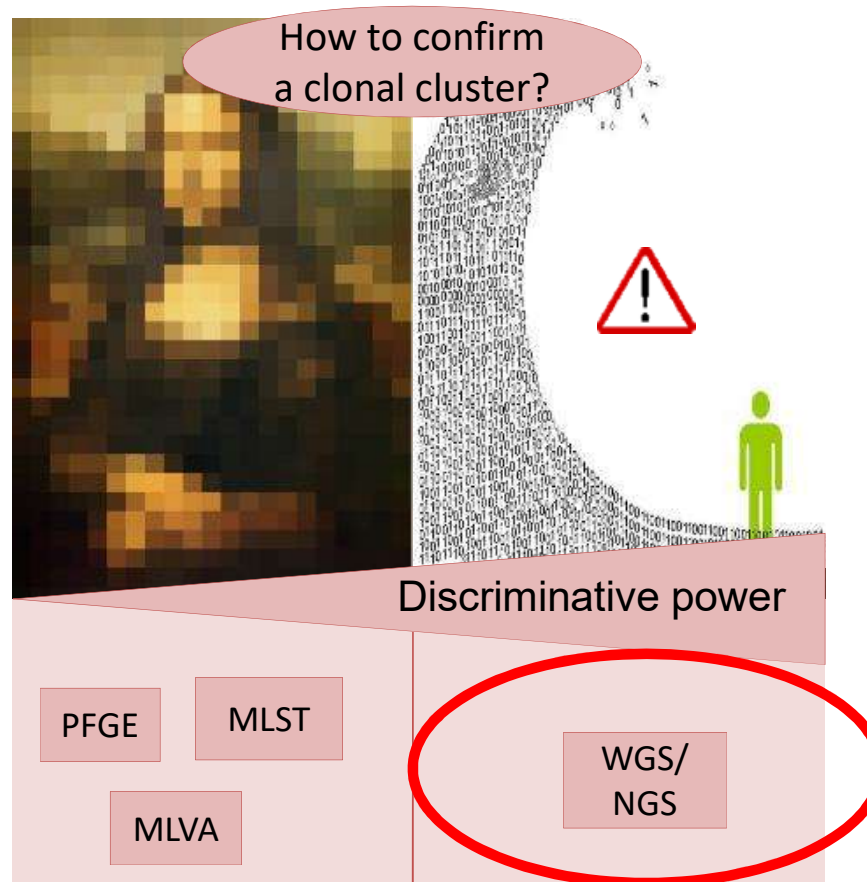 How to confirm
a clonal cluster?
Discriminative power
PFGE
MLST
MLVA
WGS/
NGS